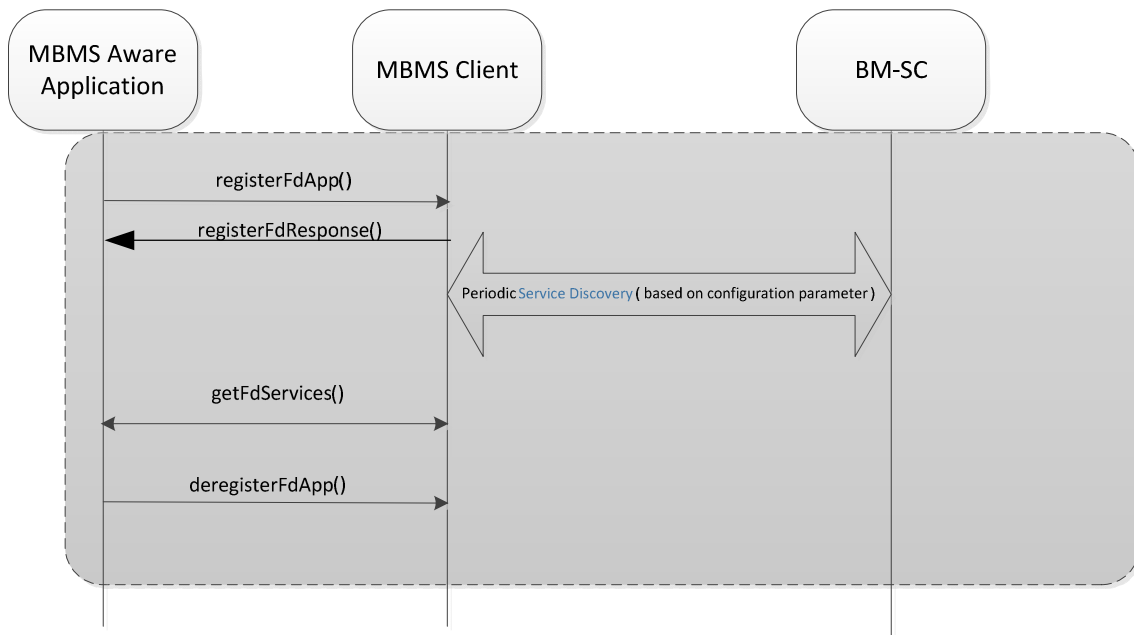 MBMS Aware
Application
MBMS Client
BM-SC
registerFdApp()
registerFdResponse()
Periodic Service Discovery ( based on configuration parameter )
getFdServices()
deregisterFdApp()